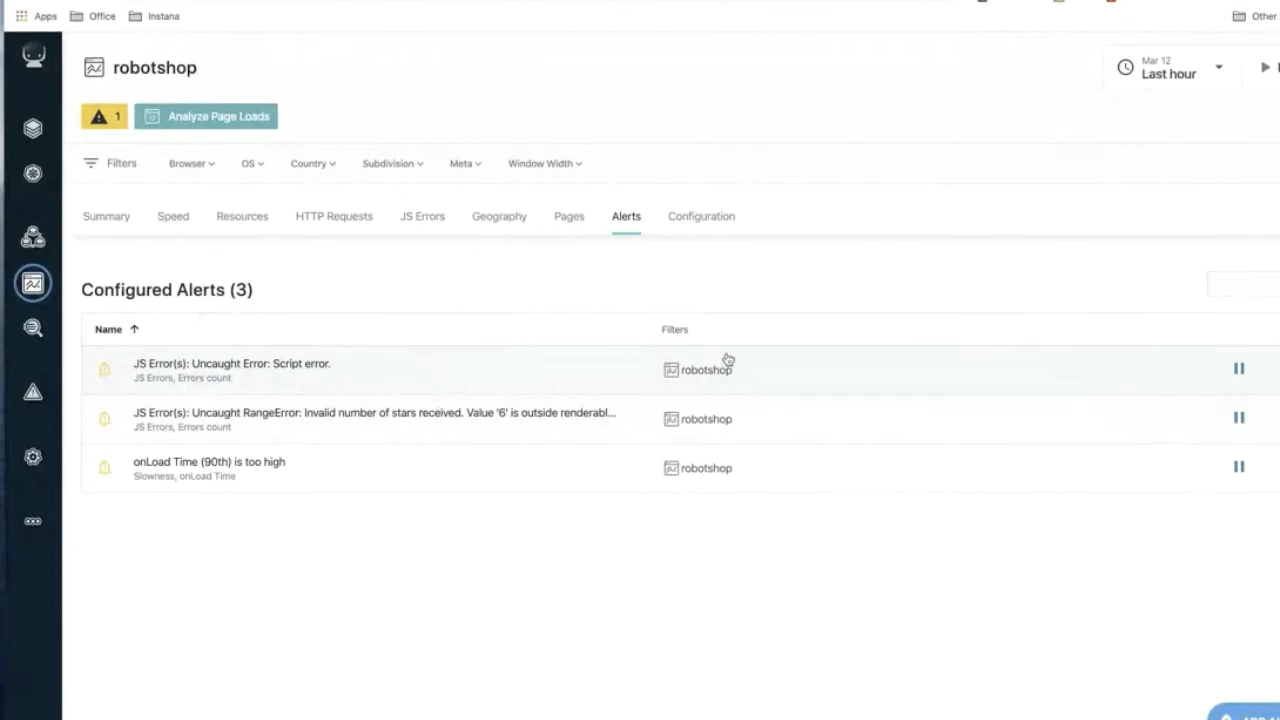 Apps Office Instana Other
robotshop
Mar 12
Last hour
1 Analyze Page Loads
Filters Browser OS Country Subdivision Meta Window Width
Summary Speed Resources HTTP Requests JS Errors Geography Pages Alerts Configuration
Configured Alerts (3)
Name Filters
JS Error(s): Uncaught Error: Script error.
JS Errors, Errors count
robotshop
JS Error(s): Uncaught RangeError: Invalid number of stars received. Value '6' is outside renderabl...
JS Errors, Errors count
robotshop
onLoad Time (90th) is too high
Slowness, onLoad Time
robotshop